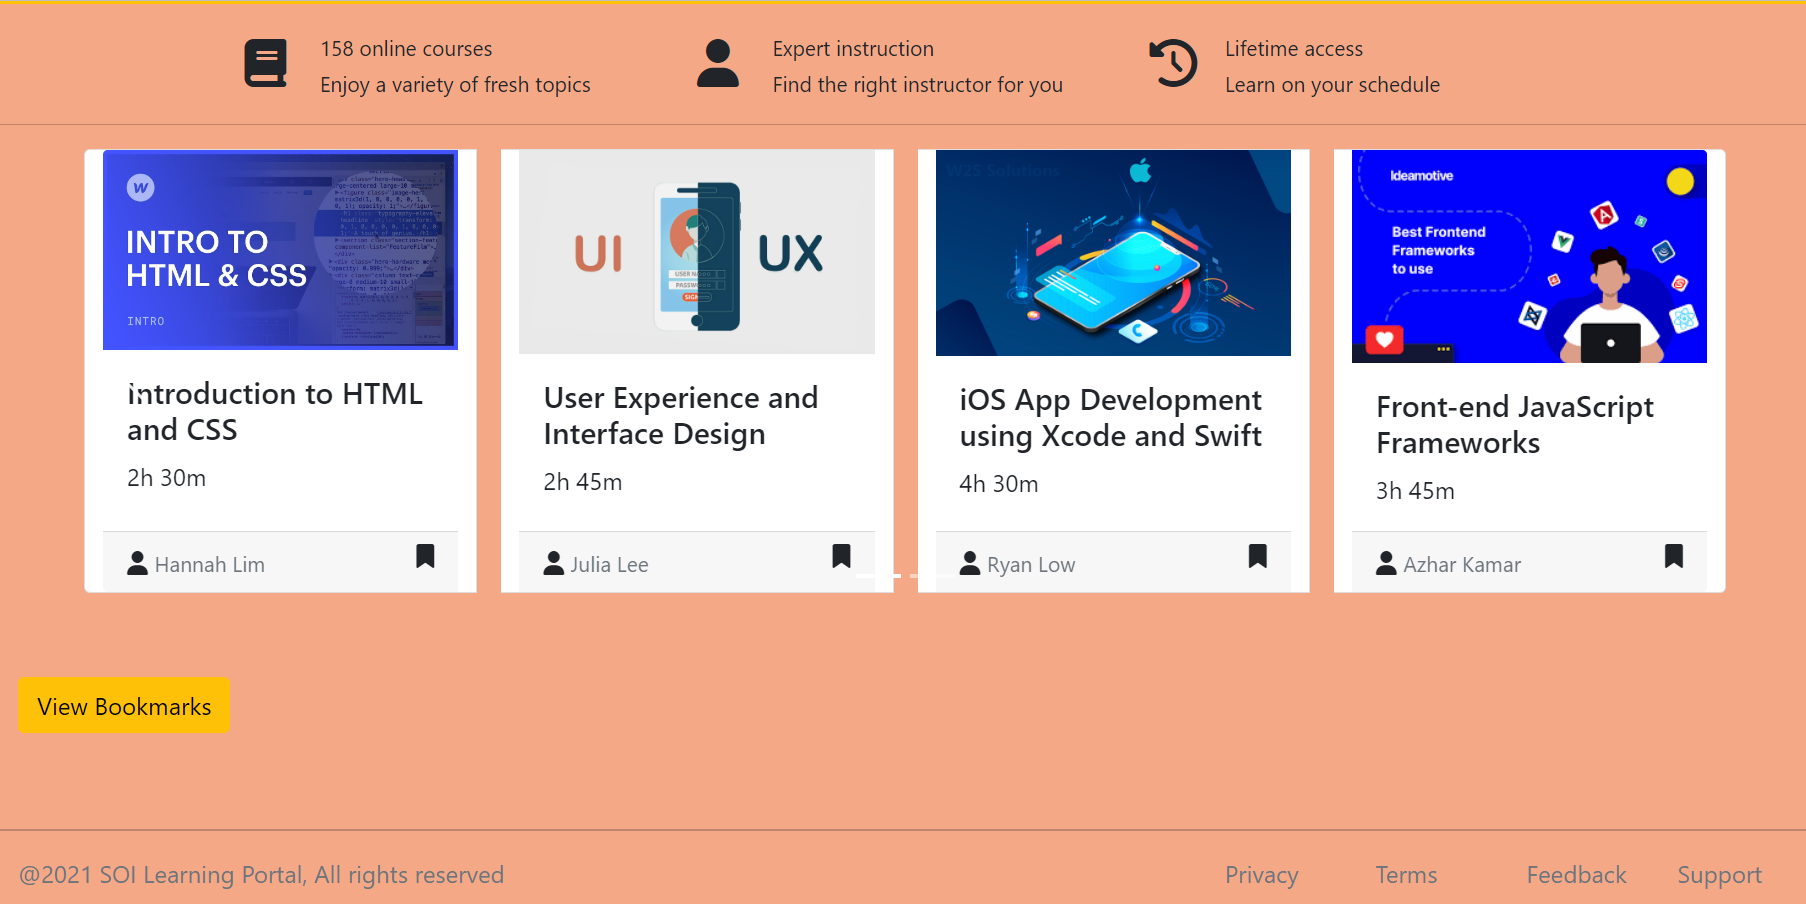 158 online courses
Enjoy a variety of fresh topics
Expert instruction
Find the right instructor for you
Lifetime access
Learn on your schedule
W
INTRO TO
HTML & CSS
INTRO
Introduction to HTML
and CSS
2h 30m
Hannah Lim
UI
UX
User Experience and
Interface Design
2h 45m
Julia Lee
W2S Solutions
iOS App Development
using Xcode and Swift
4h 30m
Ryan Low
Ideamotive
Best Frontend
Frameworks
to use
Front-end JavaScript
Frameworks
3h 45m
Azhar Kamar
View Bookmarks
@2021 SOI Learning Portal, All rights reserved
Privacy
Terms
Feedback
Support